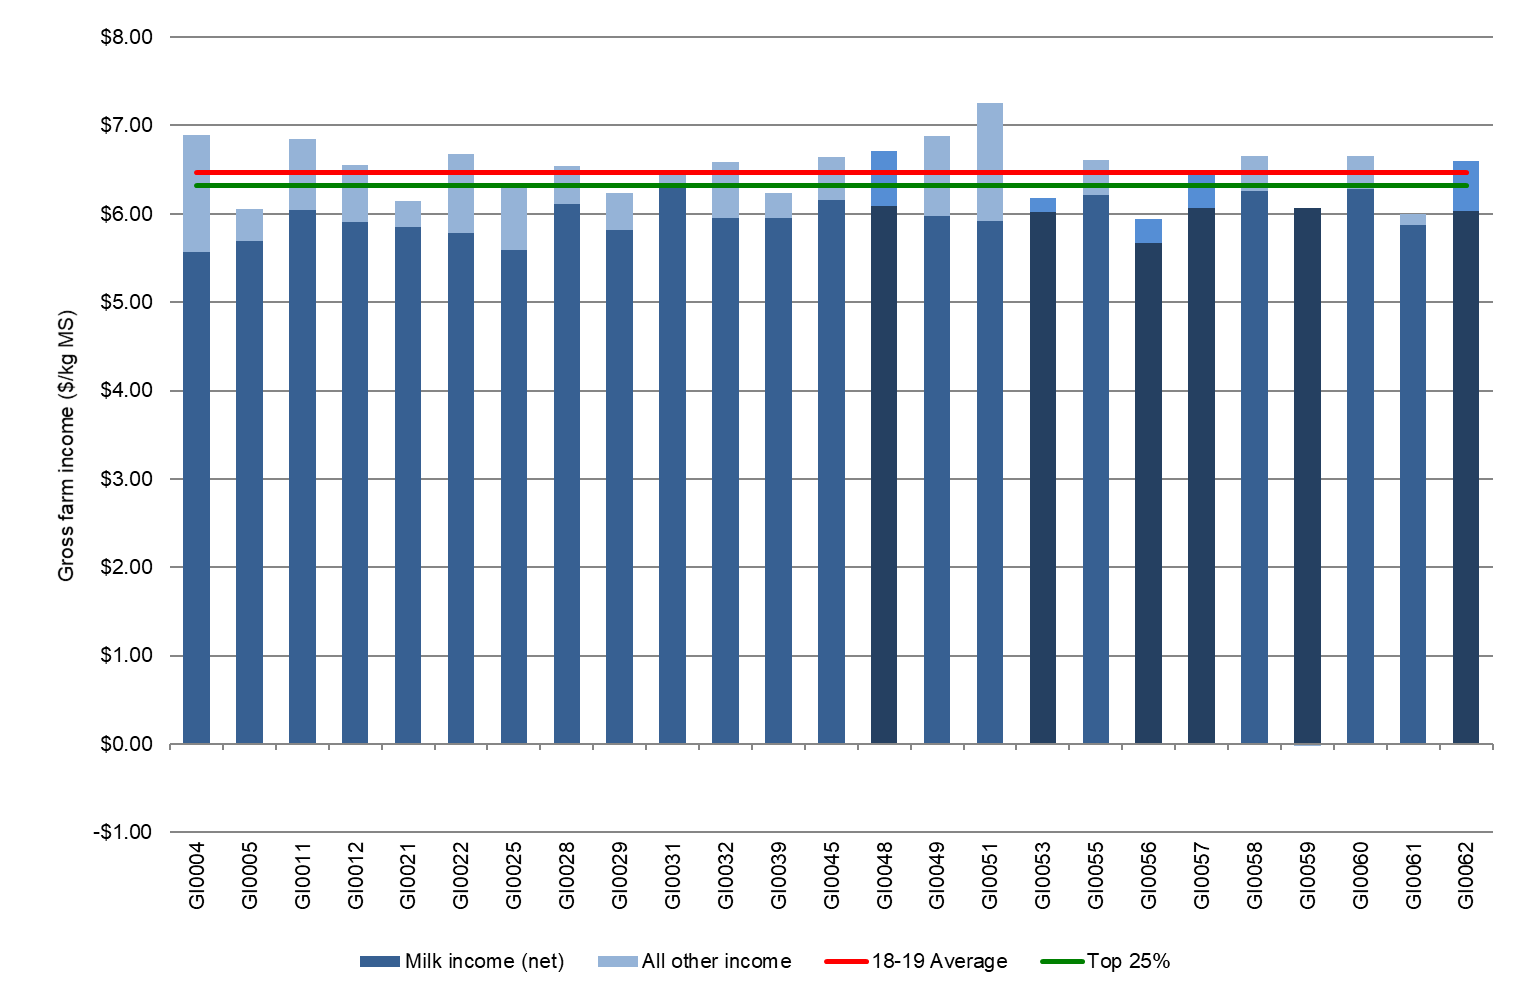 $8.00
$7.00
$6.00
$5.00
$4.00
$3.00
$2.00
$1.00
$0.00
-$1.00
Gross farm income ($/kg MS)
GI0004
GI0005
GI0011
GI0012
GI0021
GI0022
GI0025
GI0028
GI0029
GI0031
GI0032
GI0039
GI0045
GI0048
GI0049
GI0051
GI0053
GI0055
GI0056
GI0057
GI0058
GI0059
GI0060
GI0061
GI0062
Milk income (net) All other income 18-19 Average Top 25%